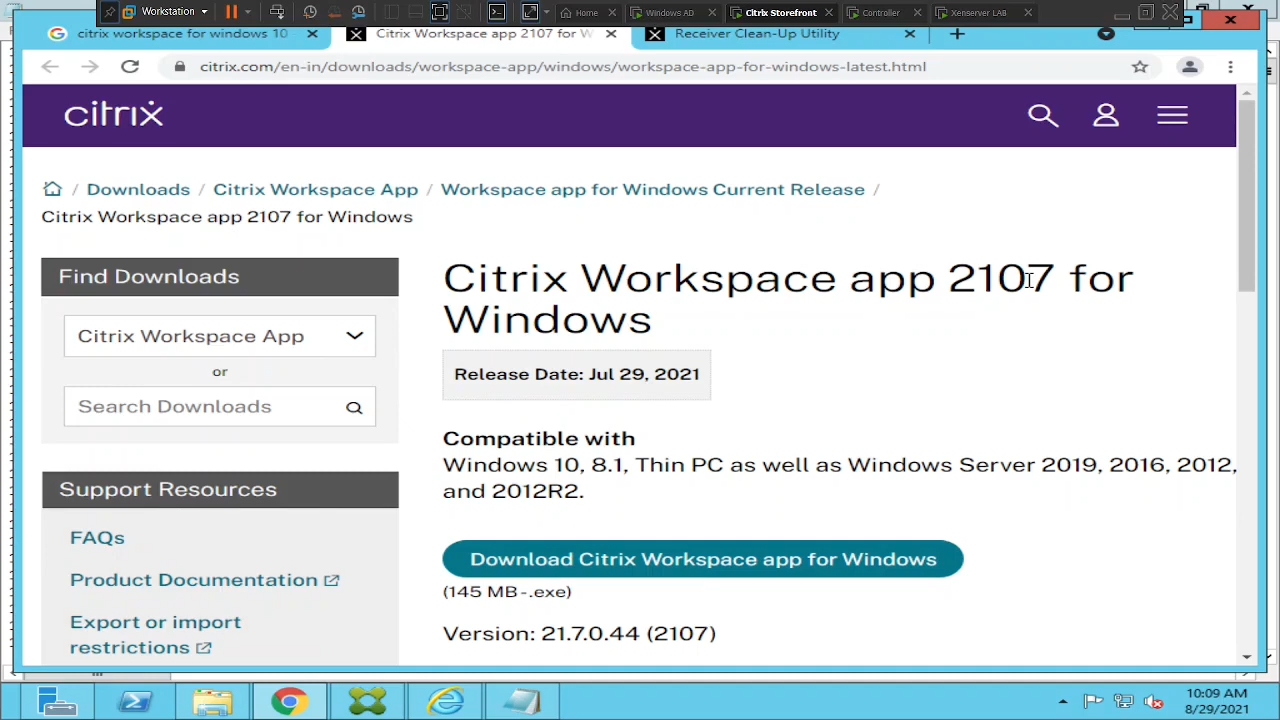 Workstation
Home
Windows AD
Citrix Storefront
Controller
Xenserver LAB
citrix workspace for windows 10
Citrix Workspace app 2107 for W
Receiver Clean-Up Utility
citrix.com/en-in/downloads/workspace-app/windows/workspace-app-for-windows-latest.html
citrix
/ Downloads / Citrix Workspace App / Workspace app for Windows Current Release /
Citrix Workspace app 2107 for Windows
Find Downloads
Citrix Workspace App
or
Search Downloads
Support Resources
FAQs
Product Documentation
Export or import
restrictions
Citrix Workspace app 2107 for
Windows
Release Date: Jul 29, 2021
Compatible with
Windows 10, 8.1, Thin PC as well as Windows Server 2019, 2016, 2012,
and 2012R2.
Download Citrix Workspace app for Windows
(145 MB -.exe)
Version: 21.7.0.44 (2107)
10:09 AM
8/29/2021